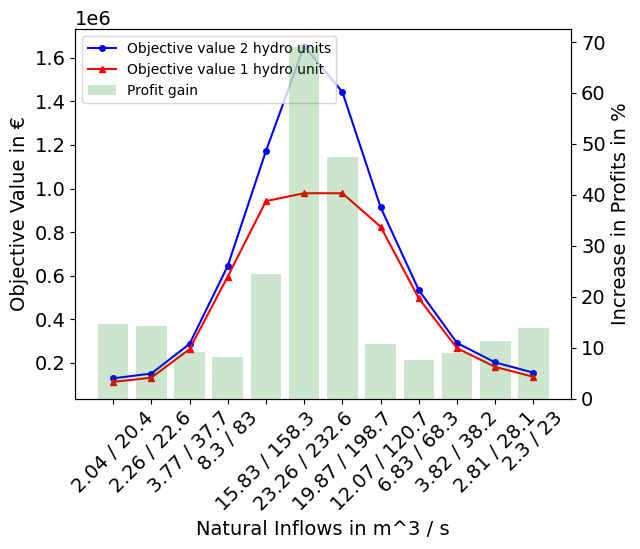 1e6
Objective value 2 hydro units
Objective value 1 hydro unit
Profit gain
Objective Value in €
1.6
1.4
1.2
1.0
0.8
0.6
0.4
0.2
70
60
50
40
30
20
10
0
Increase in Profits in %
2.04 / 20.4
2.26 / 22.6
3.77 / 37.7
8.3 / 83
15.83 / 158.3
23.26 / 232.6
19.87 / 198.7
12.07 / 120.7
6.83 / 68.3
3.82 / 38.2
2.81 / 28.1
2.3 / 23
Natural Inflows in m^3 / s